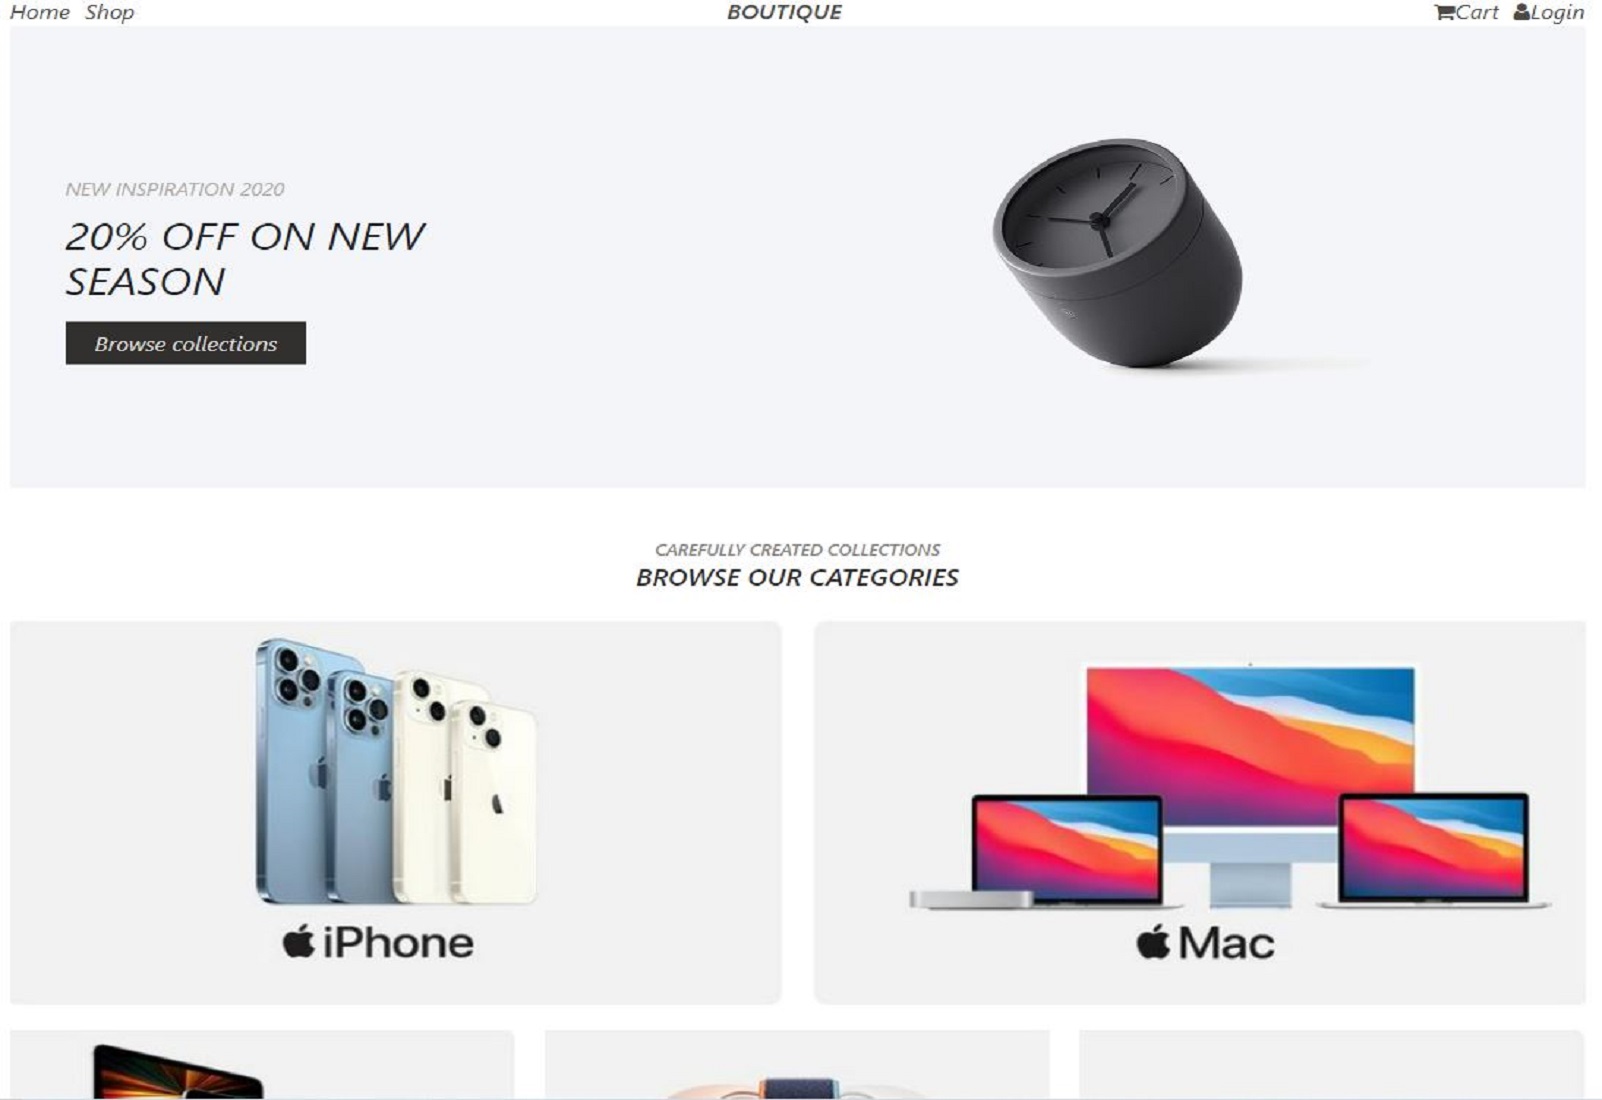 Home Shop BOUTIQUE Cart Login
NEW INSPIRATION 2020
20% OFF ON NEW
SEASON
Browse collections
CAREFULLY CREATED COLLECTIONS
BROWSE OUR CATEGORIES
iPhone
Mac